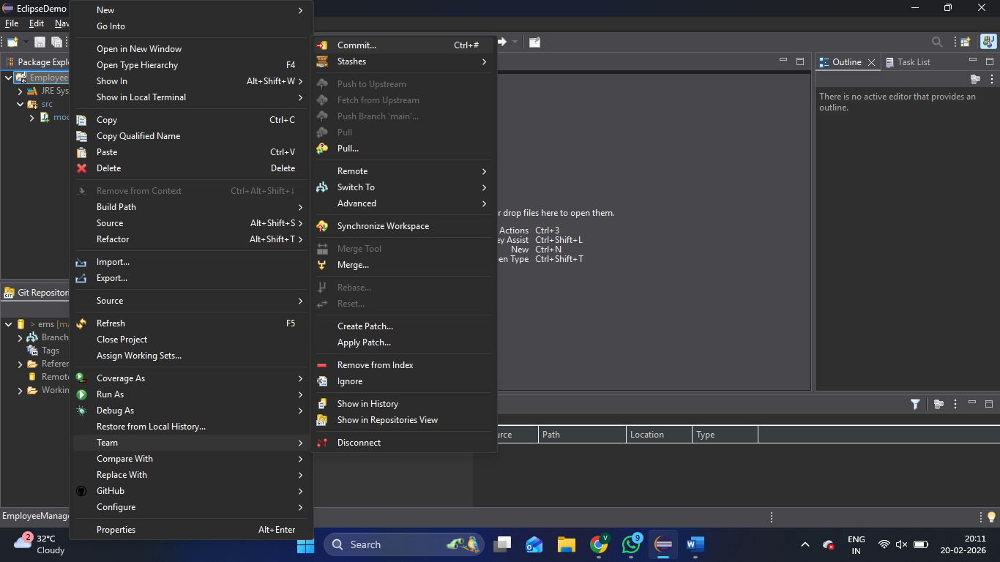 EclipseDemo
File Edit Nav
Package Expl
Employee
JRE Sys
src
mod
Git Repositori
> ems [ma
Branch
Tags
Referen
Remote
Workin
EmployeeManage
New
Go Into
Open in New Window
Open Type Hierarchy F4
Show In Alt+Shift+W
Show in Local Terminal
Copy Ctrl+C
Copy Qualified Name
Paste Ctrl+V
Delete Delete
Remove from Context Ctrl+Alt+Shift+↓
Build Path
Source Alt+Shift+S
Refactor Alt+Shift+T
Import...
Export...
Source
Refresh F5
Close Project
Assign Working Sets...
Coverage As
Run As
Debug As
Restore from Local History...
Team
Compare With
Replace With
GitHub
Configure
Properties Alt+Enter
Commit... Ctrl+#
Stashes
Push to Upstream
Fetch from Upstream
Push Branch 'main'...
Pull
Pull...
Remote
Switch To
Advanced
Synchronize Workspace
Merge Tool
Merge...
Rebase...
Reset...
Create Patch...
Apply Patch...
Remove from Index
Ignore
Show in History
Show in Repositories View
Disconnect
r drop files here to open them.
Actions Ctrl+3
ey Assist Ctrl+Shift+L
New Ctrl+N
en Type Ctrl+Shift+T
Outline Task List
There is no active editor that provides an
outline.
urce Path Location Type
2 32°C
Cloudy
Search
V
9
ENG
IN
20:11
20-02-2026